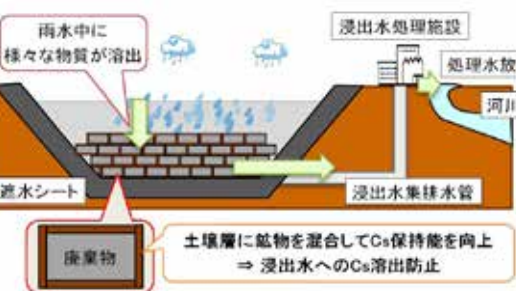 雨水中に
様々な物質が溶出
浸出水処理施設
処理水放
河川
遮水シート
浸出水集排水管
廃棄物
土壌層に鉱物を混合してCs保持能を向上
⇒ 浸出水へのCs溶出防止